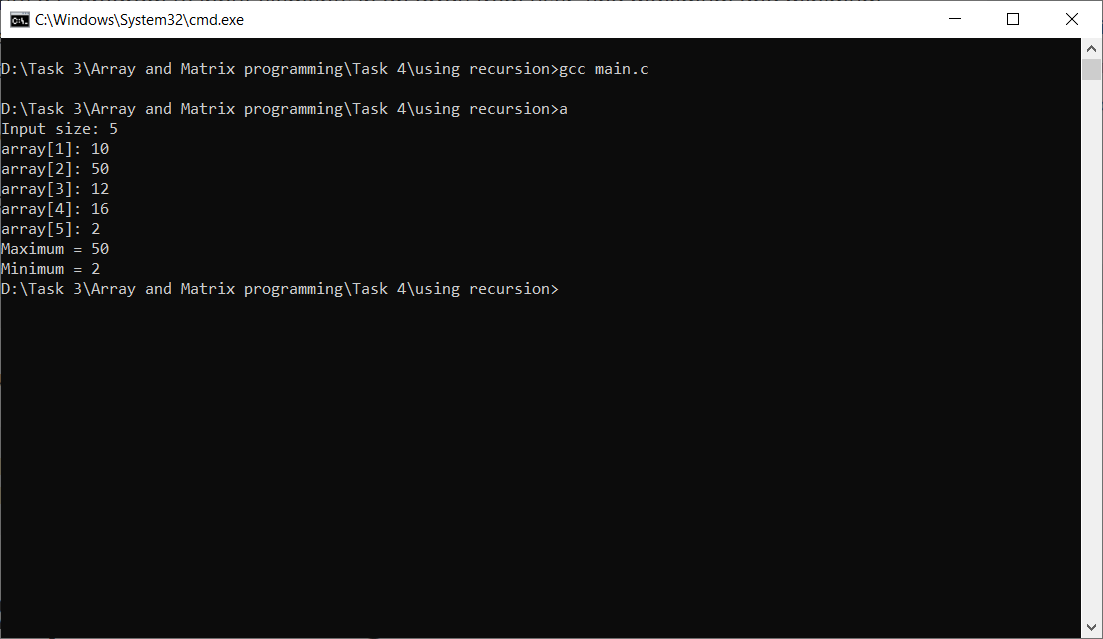 C:\Windows\System32\cmd.exe
D:\Task 3\Array and Matrix programming\Task 4\using recursion>gcc main.c
D:\Task 3\Array and Matrix programming\Task 4\using recursion>a
Input size: 5
array[1]: 10
array[2]: 50
array[3]: 12
array[4]: 16
array[5]: 2
Maximum = 50
Minimum = 2
D:\Task 3\Array and Matrix programming\Task 4\using recursion>